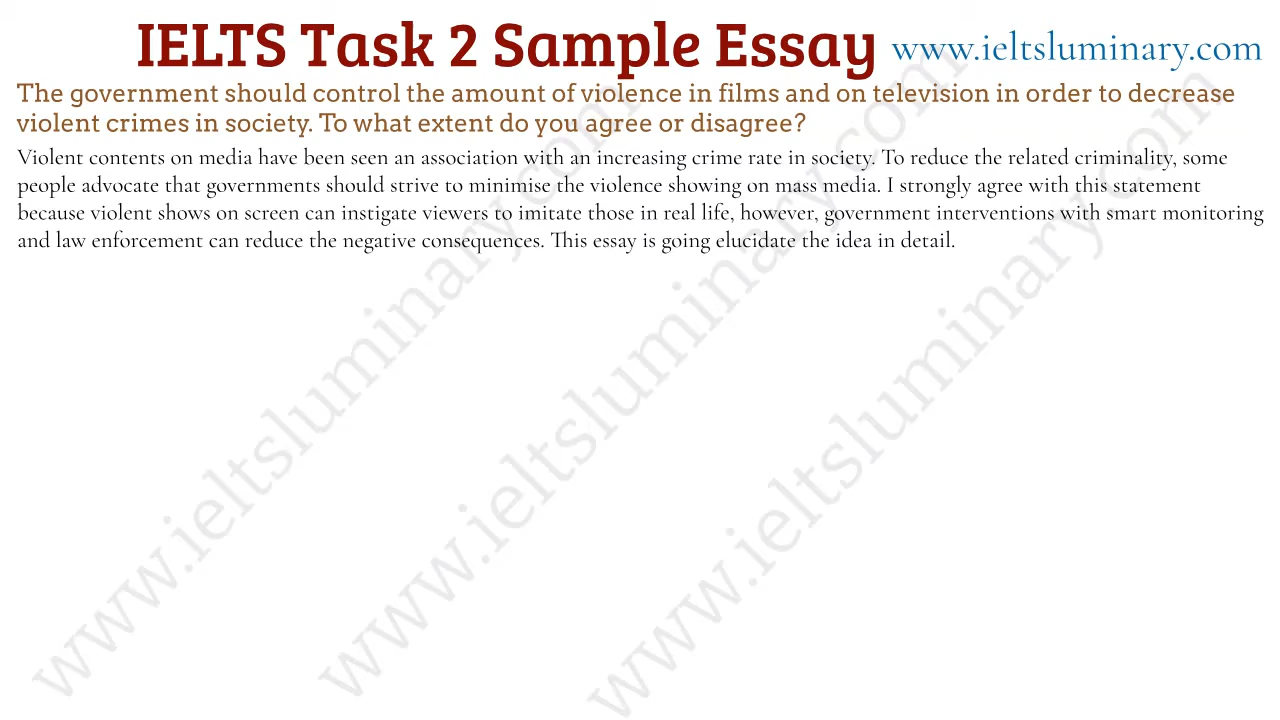 IELTS Task 2 Sample Essay www.ieltsluminary.com
The government should control the amount of violence in films and on television in order to decrease
violent crimes in society. To what extent do you agree or disagree?
Violent contents on media have been seen an association with an increasing crime rate in society. To reduce the related criminality, some
people advocate that governments should strive to minimise the violence showing on mass media. I strongly agree with this statement
because violent shows on screen can instigate viewers to imitate those in real life, however, government interventions with smart monitoring
and law enforcement can reduce the negative consequences. This essay is going elucidate the idea in detail.
www.ieltsluminary.com
www.ieltsluminary.com
www.ieltsluminary.com